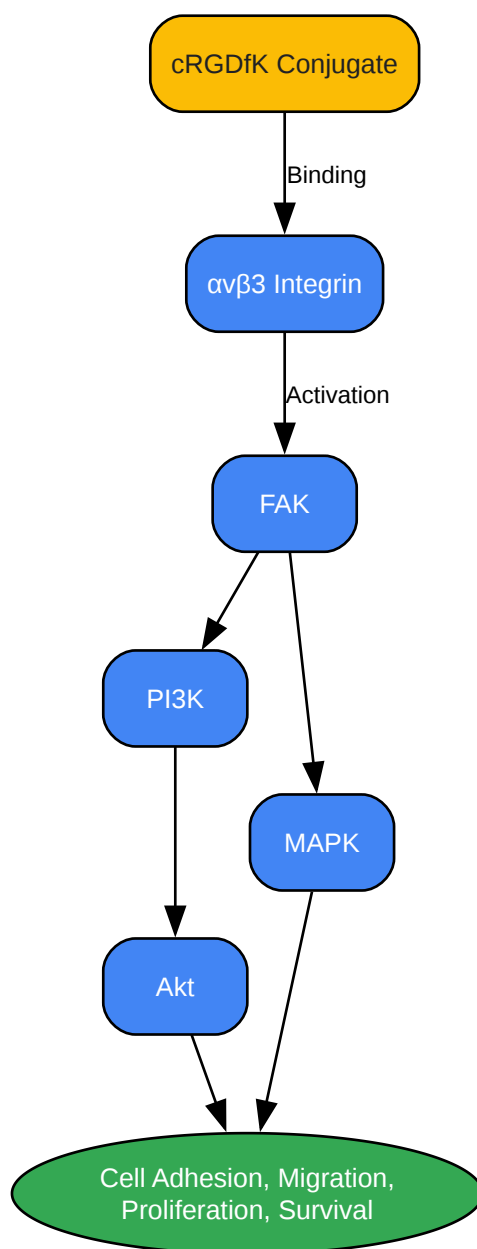 cRGDfK Conjugate
Binding
αvβ3 Integrin
Activation
FAK
PI3K
MAPK
Akt
Cell Adhesion, Migration,
Proliferation, Survival